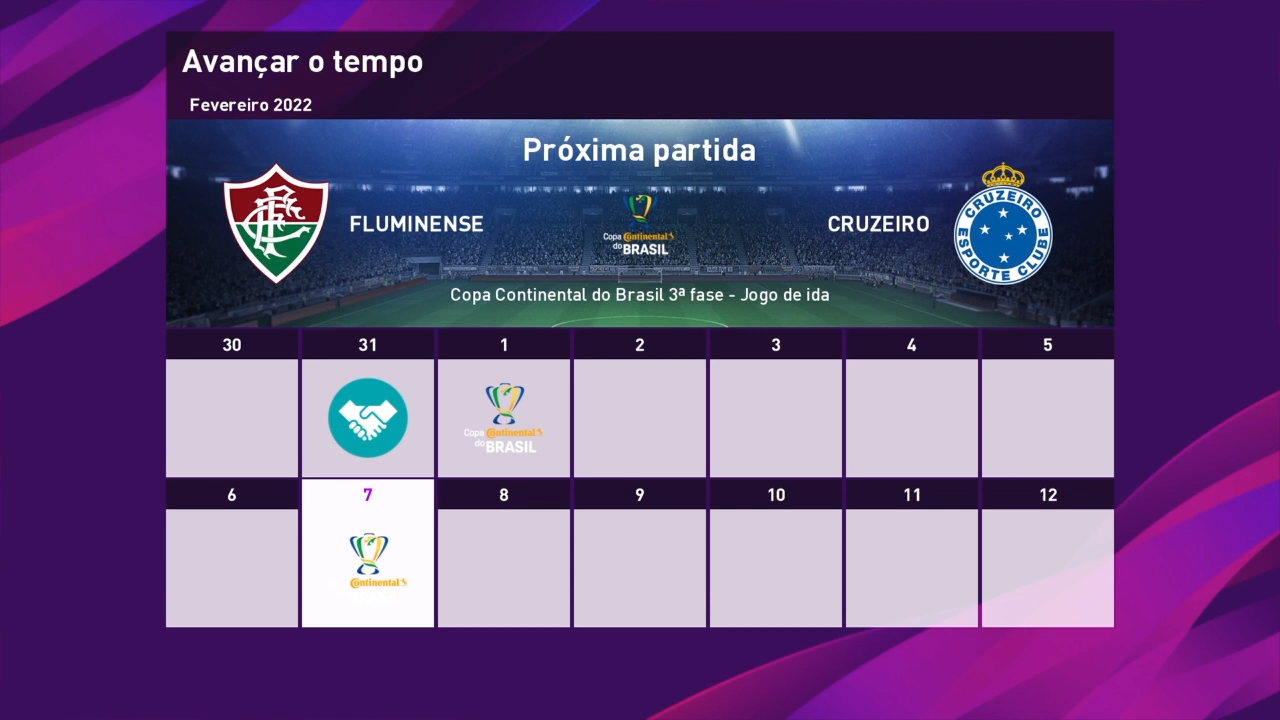 Avançar o tempo
Fevereiro 2022
Próxima partida
FLUMINENSE
CRUZEIRO
Copa Continental
do BRASIL
CRUZEIRO
ESPORTE CLUBE
Copa Continental do Brasil 3ª fase - Jogo de ida
30 31 1 2 3 4 5
Copa Continental
do BRASIL
6 7 8 9 10 11 12
Continental